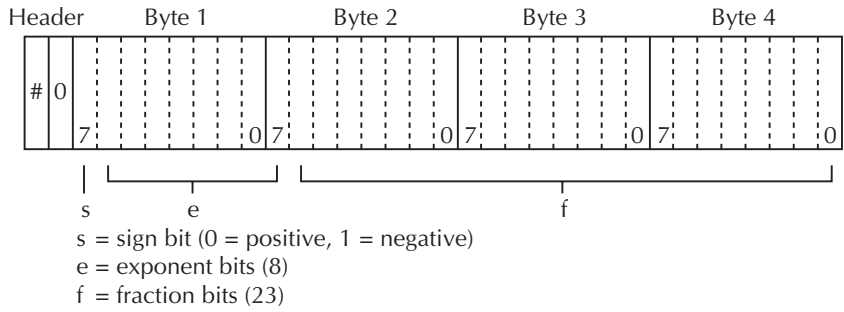 Header Byte 1 Byte 2 Byte 3 Byte 4
# 0
7 0 7 0 7 0 7 0
s e f
s = sign bit (0 = positive, 1 = negative)
e = exponent bits (8)
f = fraction bits (23)